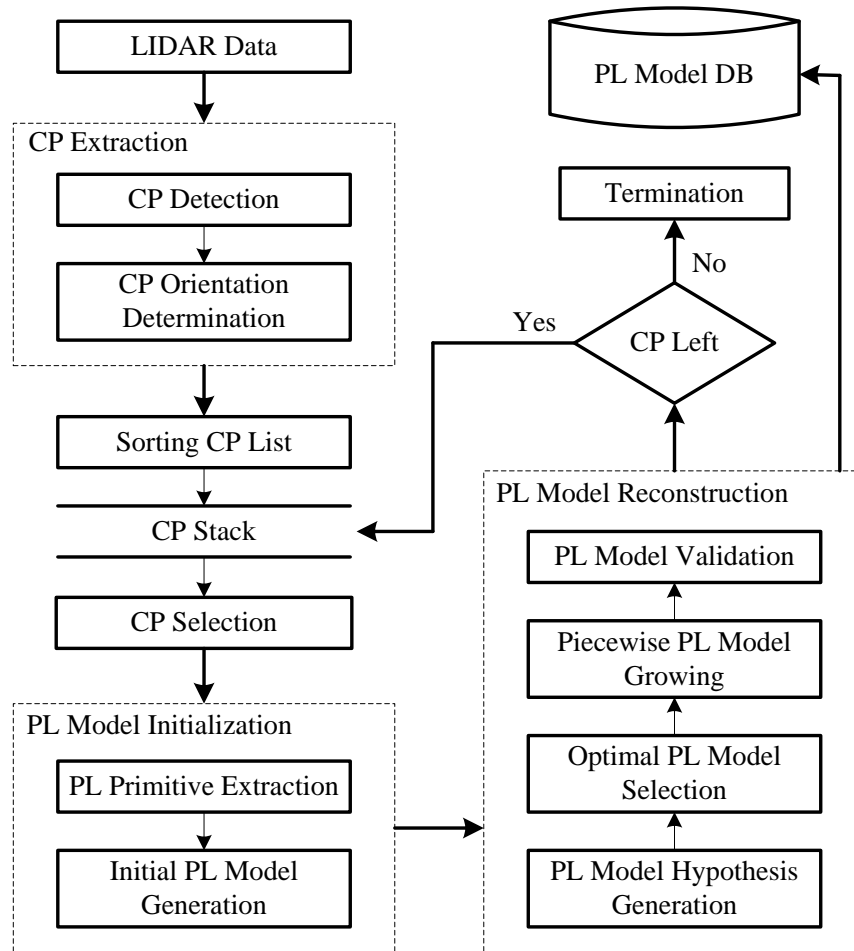 LIDAR Data
CP Extraction
CP Detection
CP Orientation
Determination
Sorting CP List
CP Stack
CP Selection
PL Model Initialization
PL Primitive Extraction
Initial PL Model
Generation
PL Model DB
Termination
No
Yes
CP Left
PL Model Reconstruction
PL Model Validation
Piecewise PL Model
Growing
Optimal PL Model
Selection
PL Model Hypothesis
Generation